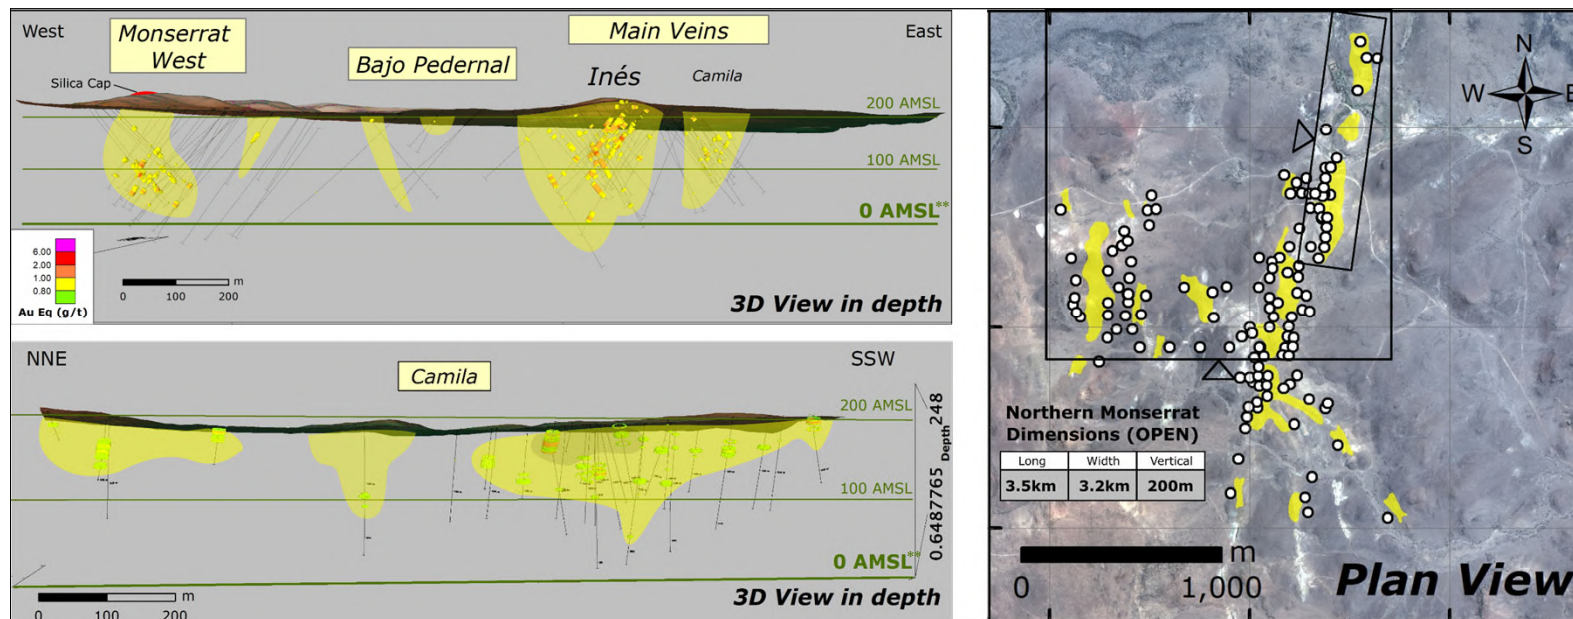 West
Monserrat
West
Silica Cap
Bajo Pedernal
Main Veins
Inés
Camila
East
200 AMSL
100 AMSL
0 AMSL**
6.00
2.00
1.00
0.80
Au Eq (g/t)
0 100 200 m
3D View in depth
NNE
Camila
SSW
200 AMSL
100 AMSL
0 AMSL**
248
Depth
0.6487765
0 100 200 m
3D View in depth
N
W E
S
Northern Monserrat
Dimensions (OPEN)
Long Width Vertical
3.5km 3.2km 200m
m
0 1,000
Plan View